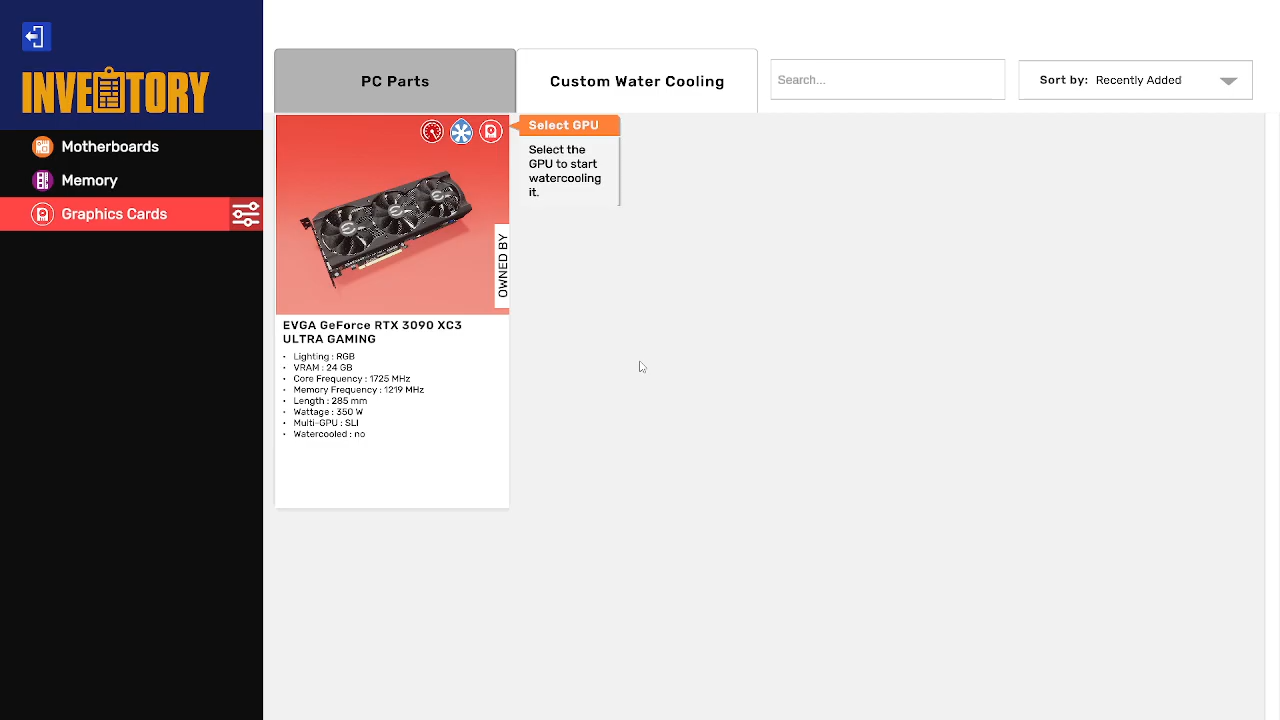 INVENTORY
Motherboards
Memory
Graphics Cards
PC Parts
Custom Water Cooling
Search...
Sort by: Recently Added
OWNED BY
EVGA GeForce RTX 3090 XC3
ULTRA GAMING
• Lighting : RGB
• VRAM : 24 GB
• Core Frequency : 1725 MHz
• Memory Frequency : 1219 MHz
• Length : 285 mm
• Wattage : 350 W
• Multi-GPU : SLI
• Watercooled : no
Select GPU
Select the
GPU to start
watercooling
it.